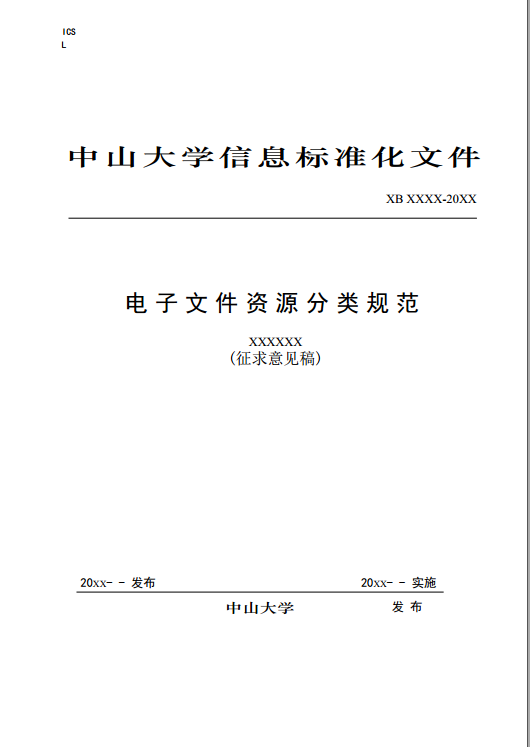 ICS
L
中山大学信息标准化文件
XB XXXX-20XX
电子文件资源分类规范
XXXXXX
(征求意见稿)
20xx- - 发布 20xx- - 实施
中山大学 发 布